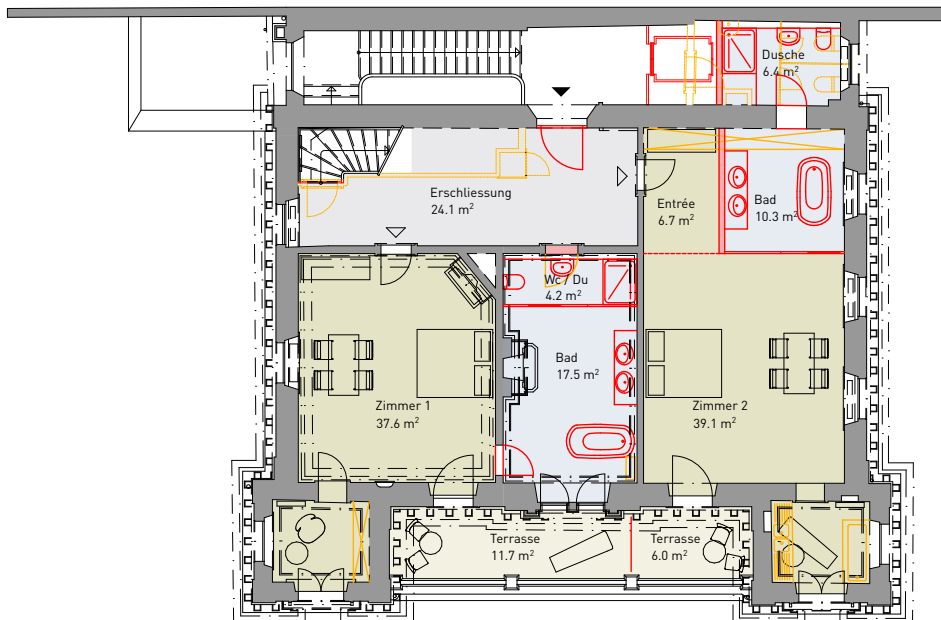 Dusche
6.4 m²
Erschliessung
24.1 m²
Entrée
6.7 m²
Bad
10.3 m²
Wc / Du
4.2 m²
Bad
17.5 m²
Zimmer 1
37.6 m²
Zimmer 2
39.1 m²
Terrasse
11.7 m²
Terrasse
6.0 m²